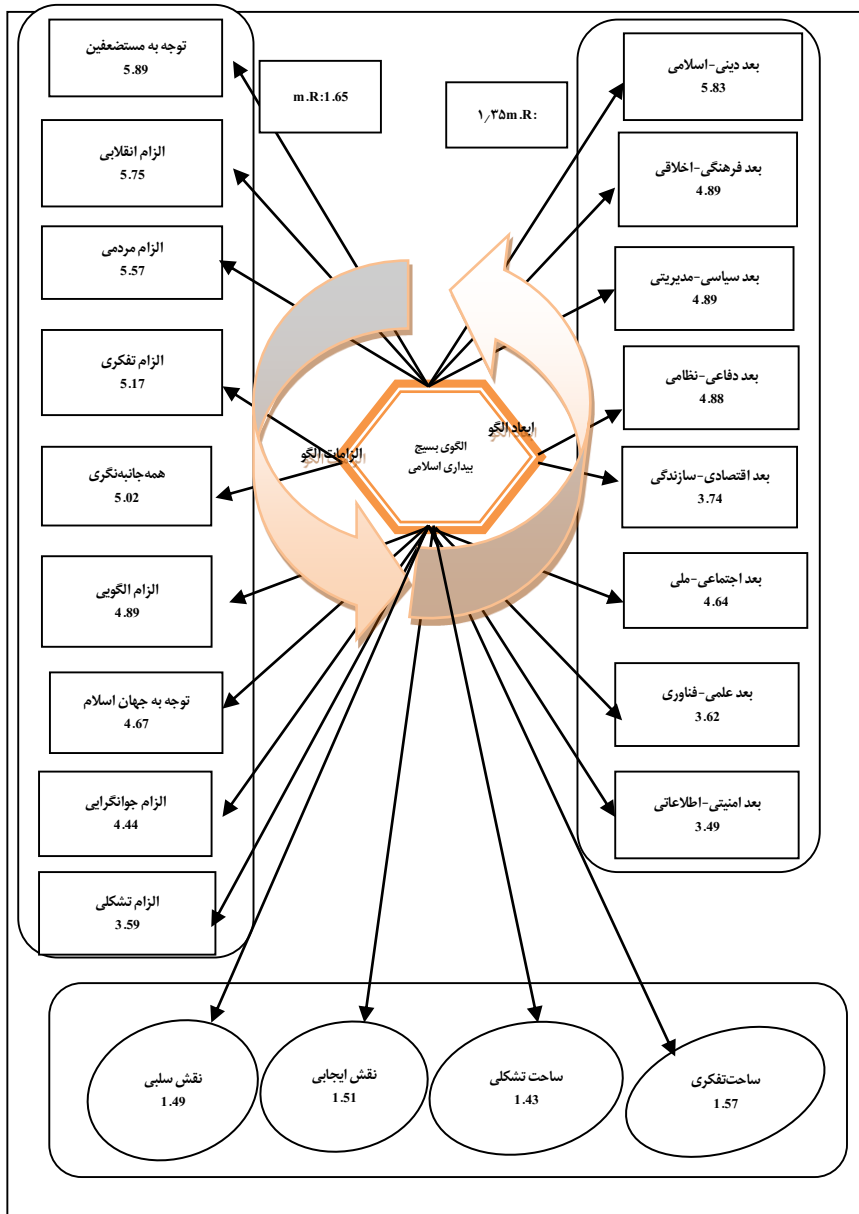 بعد دینی-اسلامی
5.83
بعد فرهنگی-اخلاقی
4.89
بعد سیاسی-مدیریتی
4.89
بعد دفاعی-نظامی
4.88
بعد اقتصادی-سازندگی
3.74
بعد اجتماعی-ملی
4.64
بعد علمی-فناوری
3.62
بعد امنیتی-اطلاعاتی
3.49
۱٫۳۵m.R:
m.R:1.65
ابعاد الگو
الگوی بسیج
بیداری اسلامی
الزامات الگو
توجه به مستضعفین
5.89
الزام انقلابی
5.75
الزام مردمی
5.57
الزام تفکری
5.17
همه‌جانبه‌نگری
5.02
الزام الگویی
4.89
توجه به جهان اسلام
4.67
الزام جوانگرایی
4.44
الزام تشکلی
3.59
ساحت‌تفکری
1.57
ساحت تشکلی
1.43
نقش ایجابی
1.51
نقش سلبی
1.49